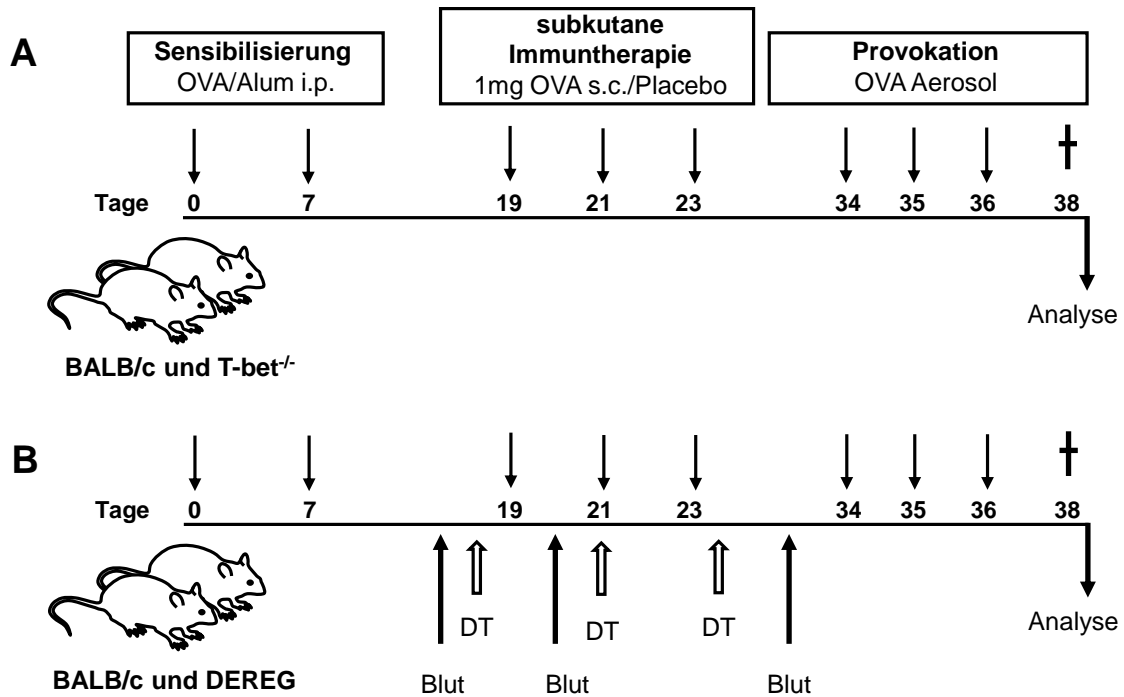 A
Sensibilisierung
OVA/Alum i.p.
subkutane
Immuntherapie
1mg OVA s.c./Placebo
Provokation
OVA Aerosol
Tage 0 7 19 21 23 34 35 36 38
Analyse
BALB/c und T-bet-/-
B
Tage 0 7 19 21 23 34 35 36 38
DT DT DT
Analyse
BALB/c und DEREG
Blut Blut Blut